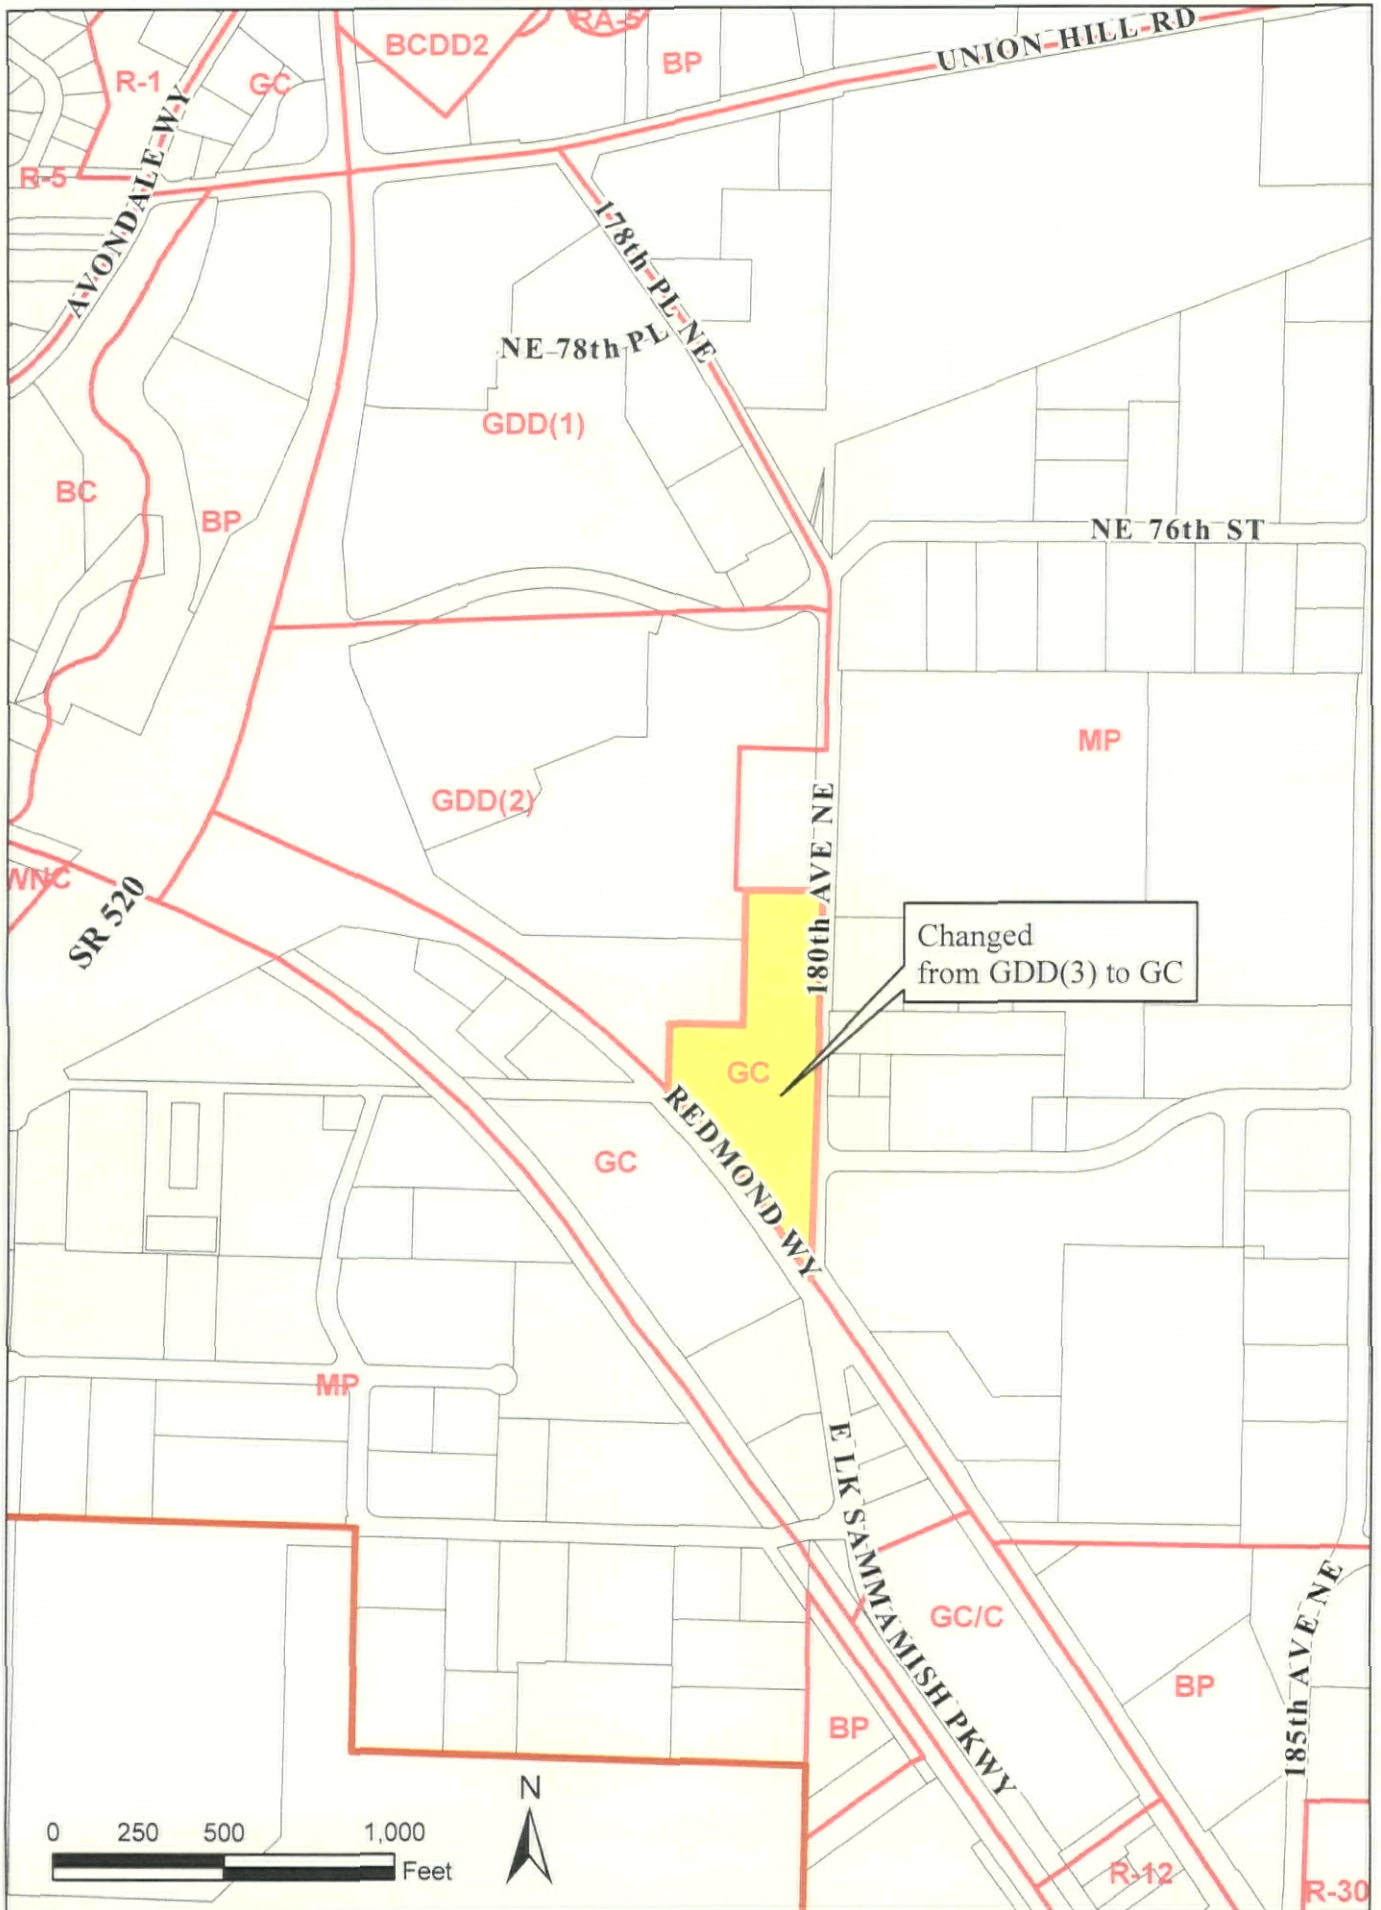 RA-5
BCDD2
UNION HILL RD
R-1
GC
BP
R-5
AVONDALE WY
178th PL NE
NE 78th PL
GDD(1)
BC
BP
NE 76th ST
MP
GDD(2)
180th AVE NE
WNC
SR 520
Changed
from GDD(3) to GC
GC
REDMOND WY
GC
MP
E LK SAMMAMISH PKWY
GC/C
185th AVE NE
BP
BP
N
0 250 500 1,000
Feet
R-12
R-30